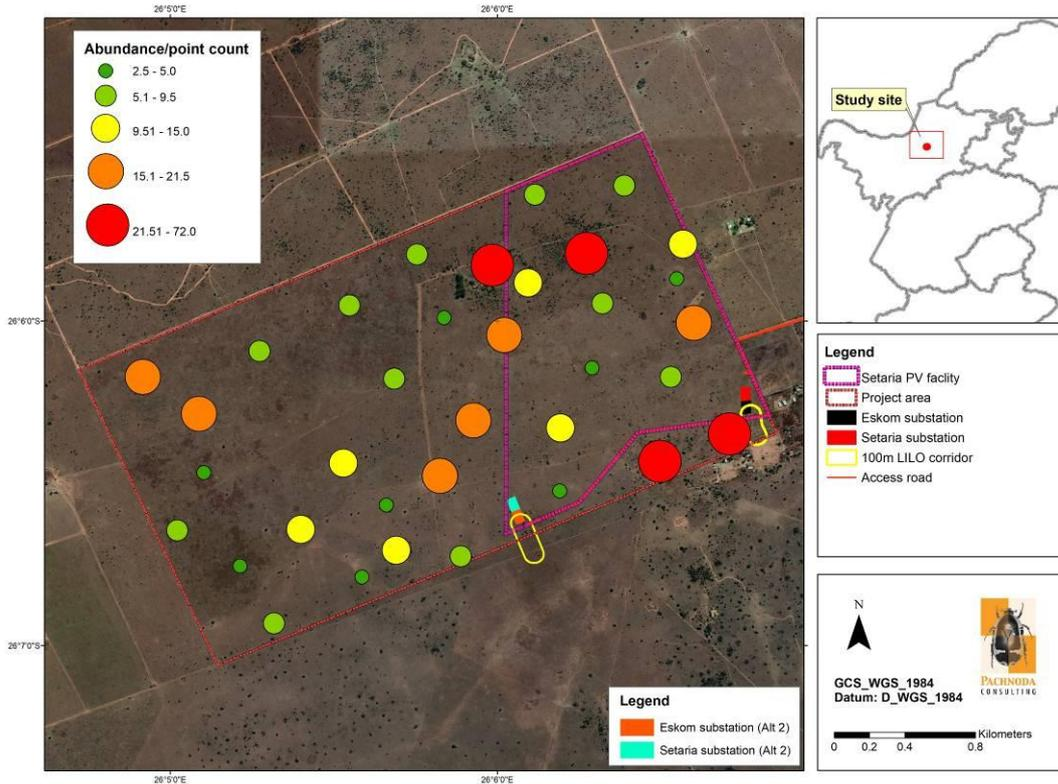 26°5'0"E
26°6'0"E
Abundance/point count
2.5 - 5.0
5.1 - 9.5
9.51 - 15.0
15.1 - 21.5
21.51 - 72.0
26°6'0"S
26°7'0"S
Legend
Eskom substation (Alt 2)
Setaria substation (Alt 2)
26°5'0"E
26°6'0"E
Study site
Legend
Setaria PV faclity
Project area
Eskom substation
Setaria substation
100m LILO corridor
Access road
N
GCS_WGS_1984
Datum: D_WGS_1984
PACHNODA
CONSULTING
Kilometers
0 0.2 0.4 0.8